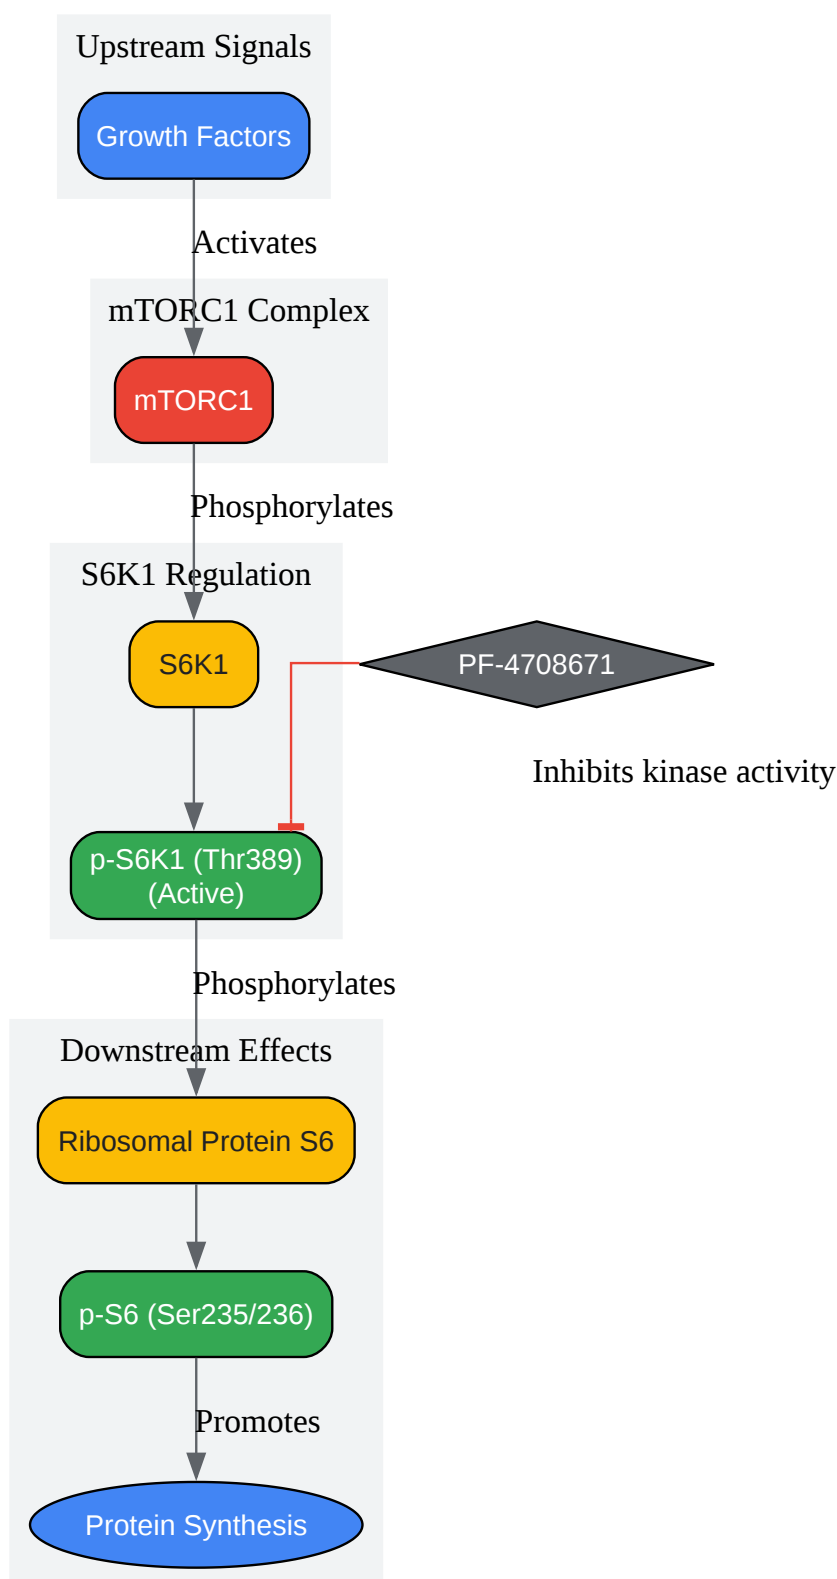 Upstream Signals
Growth Factors
Activates
mTORC1 Complex
mTORC1
Phosphorylates
S6K1 Regulation
S6K1
PF-4708671
Inhibits kinase activity
p-S6K1 (Thr389)
(Active)
Phosphorylates
Downstream Effects
Ribosomal Protein S6
p-S6 (Ser235/236)
Promotes
Protein Synthesis